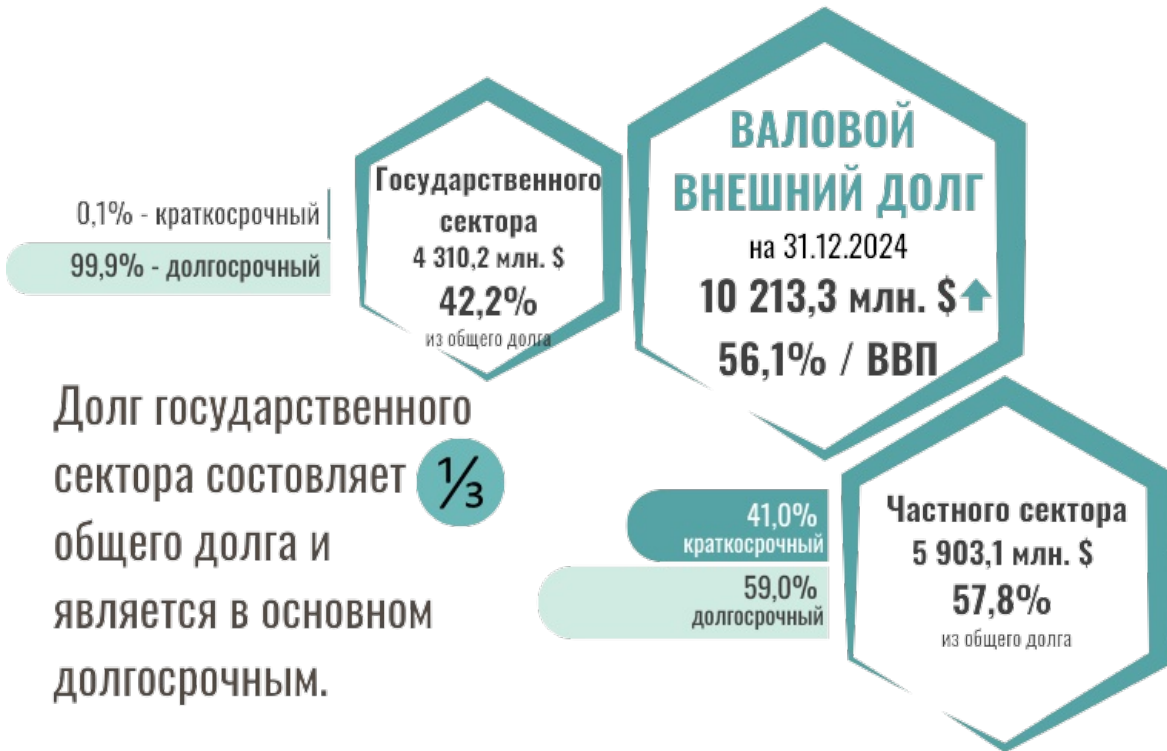 ВАЛОВОЙ
ВНЕШНИЙ ДОЛГ
на 31.12.2024
10 213,3 млн. $
56,1% / ВВП
Государственного
сектора
4 310,2 млн. $
42,2%
из общего долга
0,1% - краткосрочный
99,9% - долгосрочный
Долг государственного
сектора состовляет 1/3
общего долга и
является в основном
долгосрочным.
41,0%
краткосрочный
59,0%
долгосрочный
Частного сектора
5 903,1 млн. $
57,8%
из общего долга